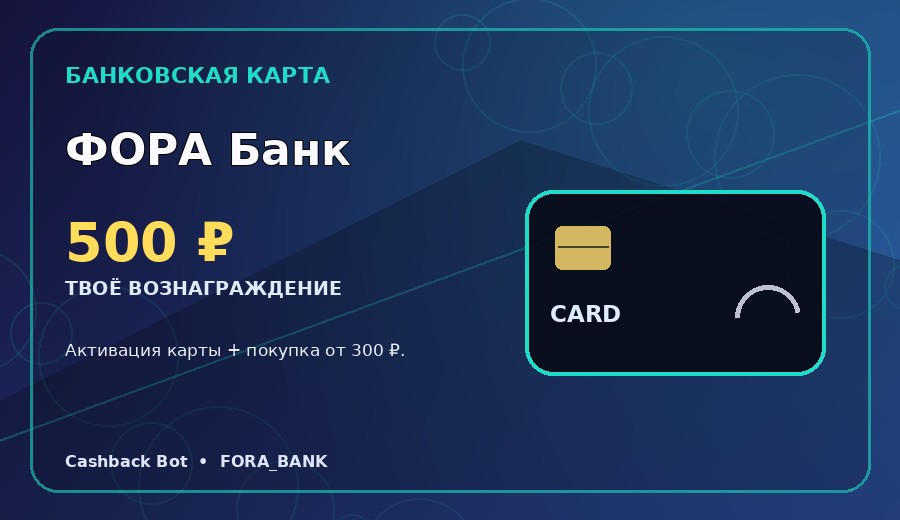 БАНКОВСКАЯ КАРТА
ФОРА Банк
500 ₽
ТВОЁ ВОЗНАГРАЖДЕНИЕ
CARD
Активация карты + покупка от 300 ₽.
Cashback Bot • FORA_BANK